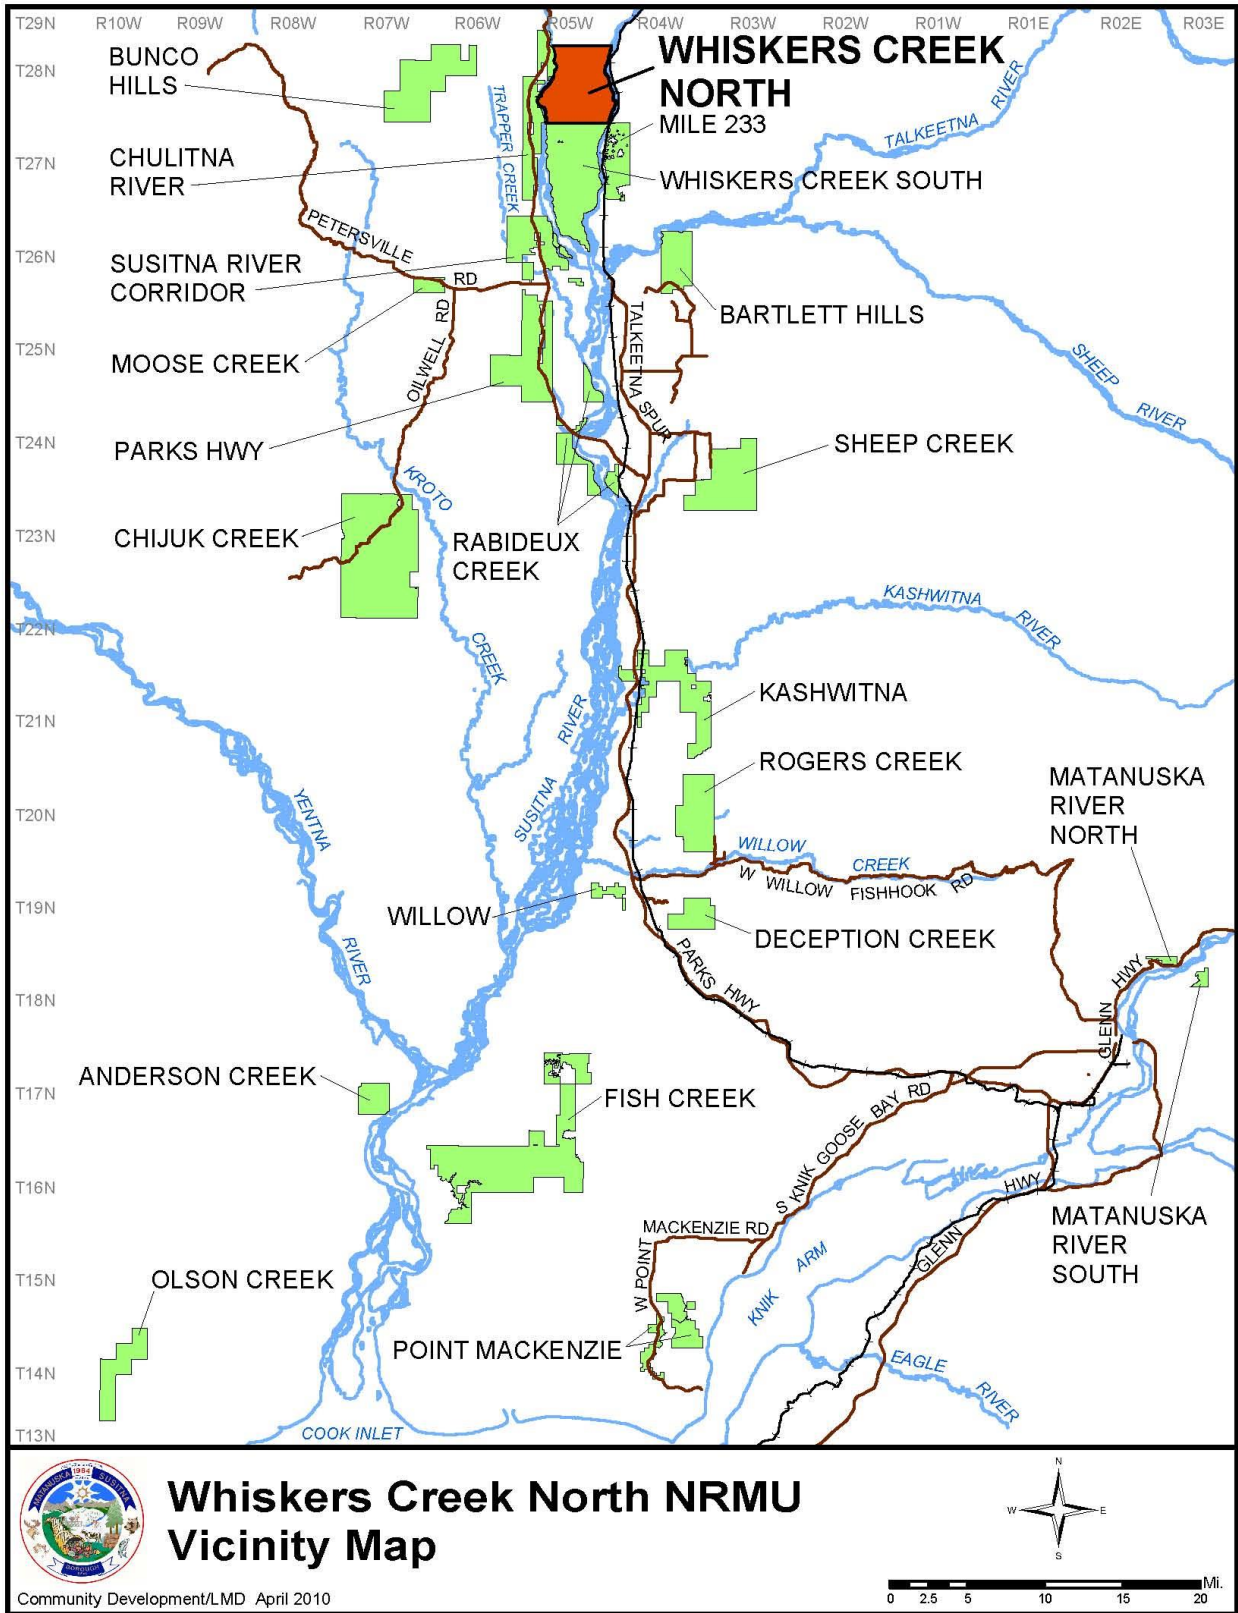 T29N R10W R09W R08W R07W R06W R05W R04W R03W R02W R01W R01E R02E R03E
BUNCO
HILLS
WHISKERS CREEK
NORTH
MILE 233
T28N
TALKEETNA
RIVER
TRAPPER CREEK
CHULITNA
RIVER
T27N
WHISKERS CREEK SOUTH
PETERSVILLE
RD
SUSITNA RIVER
CORRIDOR
T26N
BARTLETT HILLS
MOOSE CREEK
OILWELL
RD
T25N
TALKEETNA
SPUR
SHEEP
RIVER
PARKS HWY
T24N
SHEEP CREEK
KROTO
CREEK
CHIJUK CREEK
T23N
RABIDEUX
CREEK
KASHWITNA
RIVER
T22N
KASHWITNA
T21N
SUSITNA
RIVER
ROGERS CREEK
MATANUSKA
RIVER
NORTH
T20N
YENTNA
RIVER
WILLOW
CREEK
W WILLOW FISHHOOK RD
WILLOW
T19N
DECEPTION CREEK
PARKS HWY
GLENN HWY
T18N
ANDERSON CREEK
T17N
FISH CREEK
S KNIK GOOSE BAY RD
T16N
GLENN HWY
MACKENZIE RD
W POINT
MATANUSKA
RIVER
SOUTH
KNIK ARM
T15N
OLSON CREEK
POINT MACKENZIE
T14N
EAGLE
RIVER
COOK INLET
T13N
MATANUSKA SUSITNA
1964
BOROUGH
Whiskers Creek North NRMU
Vicinity Map
N
W E
S
Community Development/LMD April 2010
Mi.
0 2.5 5 10 15 20